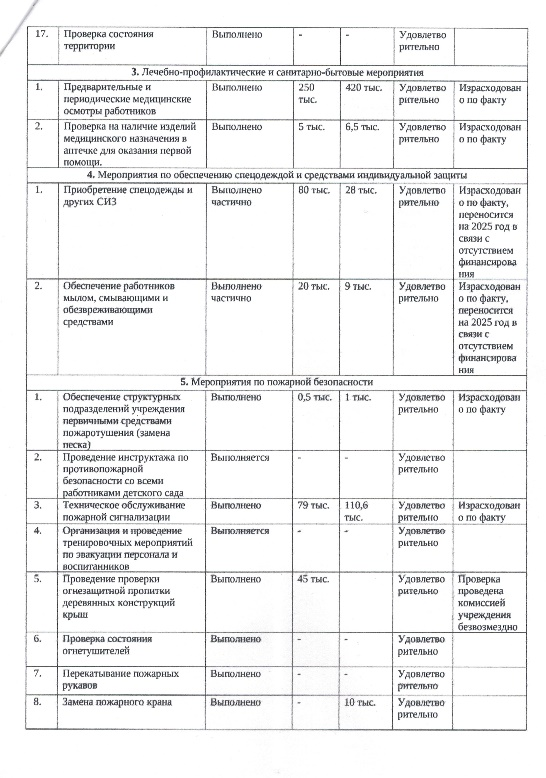 17. Проверка состояния Выполнено - - Удовлетво
территории рительно
3. Лечебно-профилактические и санитарно-бытовые мероприятия
1. Предварительные и Выполнено 250 420 тыс. Удовлетво Израсходован
периодические медицинские тыс. рительно о по факту
осмотры работников
2. Проверка на наличие изделий Выполнено 5 тыс. 6,5 тыс. Удовлетво Израсходован
медицинского назначения в рительно о по факту
аптечке для оказания первой
помощи.
4. Мероприятия по обеспечению спецодеждой и средствами индивидуальной защиты
1. Приобретение спецодежды и Выполнено 80 тыс. 28 тыс. Удовлетво Израсходован
других СИЗ частично рительно о по факту,
переносится
на 2025 год в
связи с
отсутствием
финансирова
ния
2. Обеспечение работников Выполнено 20 тыс. 9 тыс. Удовлетво Израсходован
мылом, смывающими и частично рительно о по факту,
обезвреживающими переносится
средствами на 2025 год в
связи с
отсутствием
финансирова
ния
5. Мероприятия по пожарной безопасности
1. Обеспечение структурных Выполнено 0,5 тыс. 1 тыс. Удовлетво Израсходован
подразделений учреждения рительно о по факту
первичными средствами
пожаротушения (замена
песка)
2. Проведение инструктажа по Выполняется - - Удовлетво
противопожарной рительно
безопасности со всеми
работниками детского сада
3. Техническое обслуживание Выполнено 79 тыс. 110,6 Удовлетво Израсходован
пожарной сигнализации тыс. рительно о по факту
4. Организация и проведение Выполняется - - Удовлетво
тренировочных мероприятий рительно
по эвакуации персонала и
воспитанников
5. Проведение проверки Выполнено 45 тыс. Удовлетво Проверка
огнезащитной пропитки рительно проведена
деревянных конструкций комиссией
крыш учреждения
безвозмездно
6. Проверка состояния Выполнено - - Удовлетво
огнетушителей рительно
7. Перекатывание пожарных Выполнено - - Удовлетво
рукавов рительно
8. Замена пожарного крана Выполнено - 10 тыс. Удовлетво
рительно